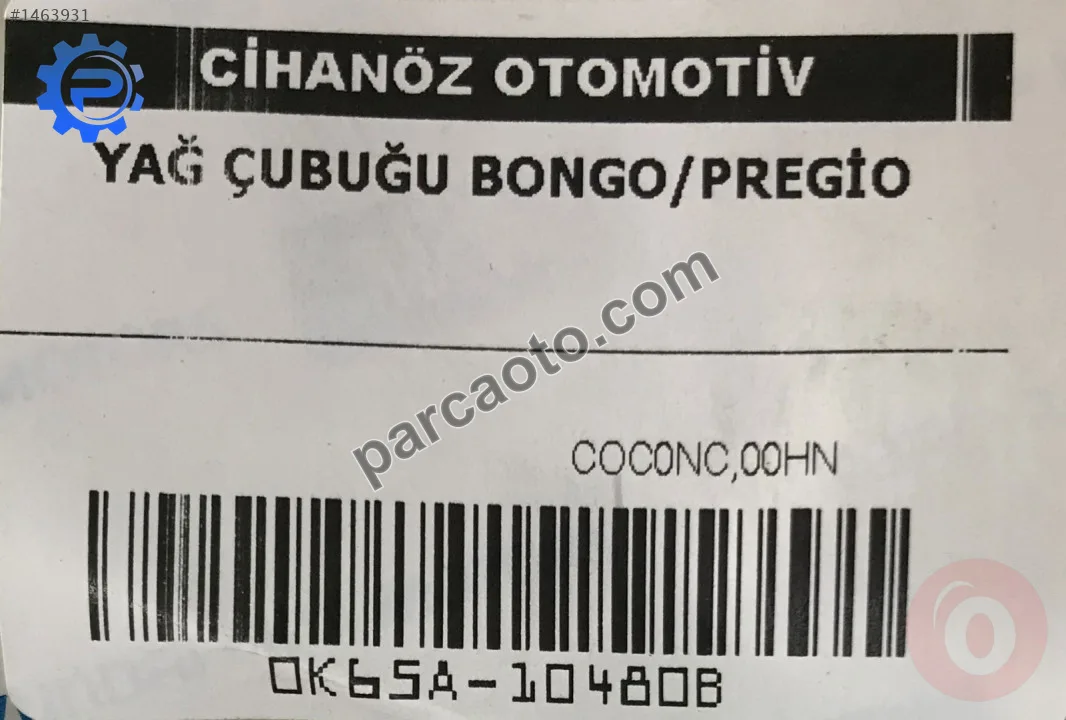 #1463931
CİHANÖZ OTOMOTİV
YAĞ ÇUBUĞU BONGO/PREGİO
parcaoto.com
COC0NC,00HN
0K65A-10480B